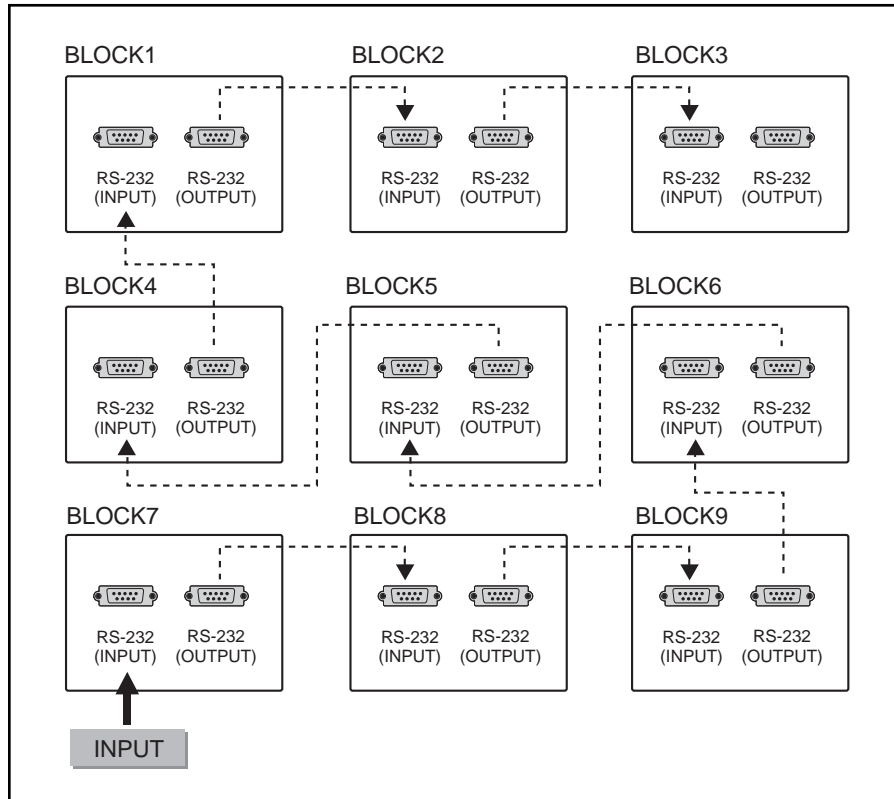 BLOCK1
RS-232
(INPUT)
RS-232
(OUTPUT)
BLOCK2
RS-232
(INPUT)
RS-232
(OUTPUT)
BLOCK3
RS-232
(INPUT)
RS-232
(OUTPUT)
BLOCK4
RS-232
(INPUT)
RS-232
(OUTPUT)
BLOCK5
RS-232
(INPUT)
RS-232
(OUTPUT)
BLOCK6
RS-232
(INPUT)
RS-232
(OUTPUT)
BLOCK7
RS-232
(INPUT)
RS-232
(OUTPUT)
BLOCK8
RS-232
(INPUT)
RS-232
(OUTPUT)
BLOCK9
RS-232
(INPUT)
RS-232
(OUTPUT)
INPUT